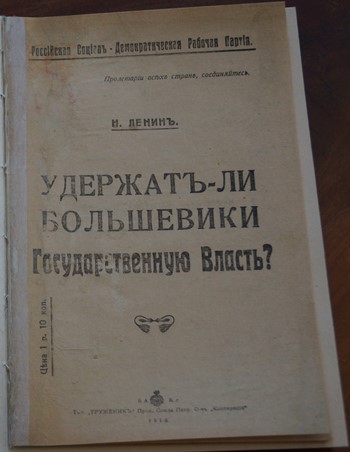 Россійская Соціалъ-Демократическая Рабочая Партія.
Пролетаріи всѣхъ странъ, соединяйтесь.
Н. ЛЕНИНЪ.
УДЕРЖАТЪ-ЛИ
БОЛЬШЕВИКИ
Государственную Власть?
Цѣна 1 р. 10 коп.